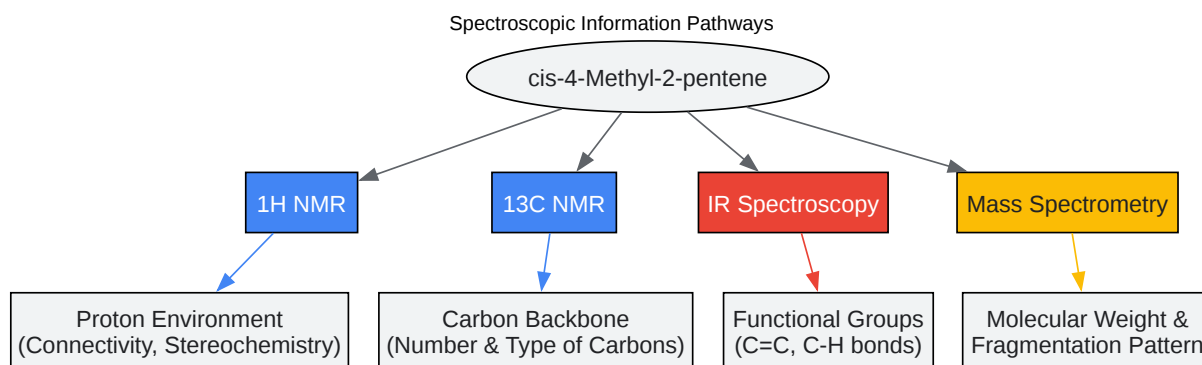 Spectroscopic Information Pathways
cis-4-Methyl-2-pentene
1H NMR
13C NMR
IR Spectroscopy
Mass Spectrometry
Proton Environment
(Connectivity, Stereochemistry)
Carbon Backbone
(Number & Type of Carbons)
Functional Groups
(C=C, C-H bonds)
Molecular Weight &
Fragmentation Pattern